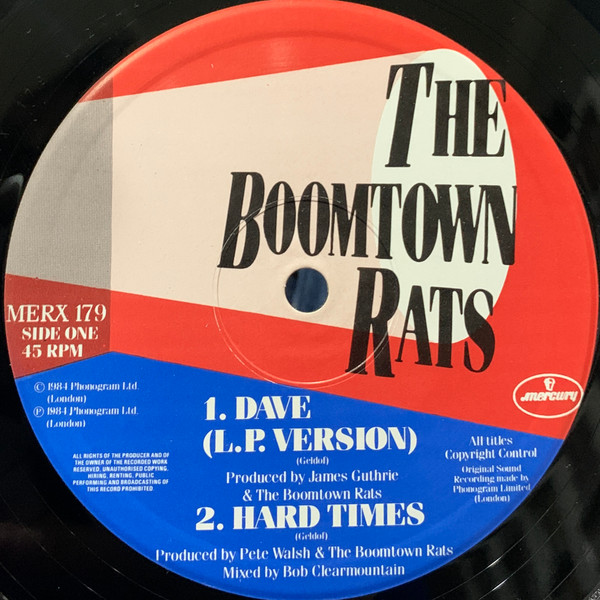 THE
BOOMTOWN
RATS
MERX 179
SIDE ONE
45 RPM
mercury
© 1984 Phonogram Ltd.
(London)
℗ 1984 Phonogram Ltd.
(London)
ALL RIGHTS OF THE PRODUCER AND OF
THE OWNER OF THE RECORDED WORK
RESERVED. UNAUTHORISED COPYING,
HIRING, RENTING, PUBLIC
PERFORMING AND BROADCASTING OF
THIS RECORD PROHIBITED.
1. DAVE
(L.P. VERSION)
(Geldof)
Produced by James Guthrie
& The Boomtown Rats
2. HARD TIMES
(Geldof)
Produced by Pete Walsh & The Boomtown Rats
Mixed by Bob Clearmountain
All titles
Copyright Control
Original Sound
Recording made by
Phonogram Limited
(London)